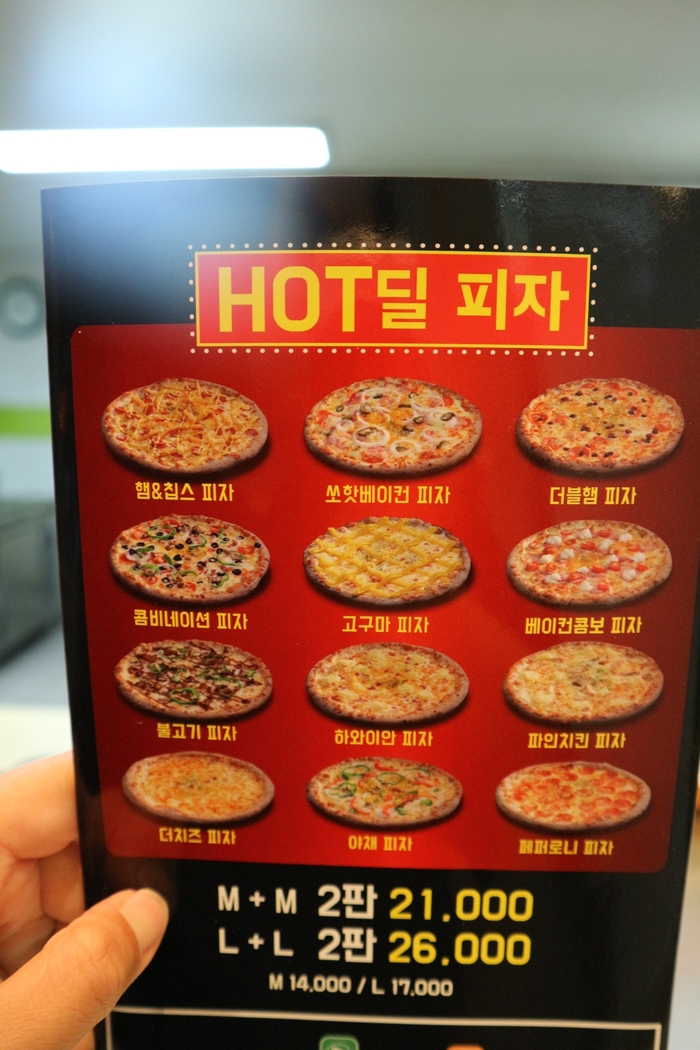 HOT딜 피자
햄&칩스 피자 쏘핫베이컨 피자 더블햄 피자
콤비네이션 피자 고구마 피자 베이컨콤보 피자
불고기 피자 하와이안 피자 파인치킨 피자
더치즈 피자 야채 피자 페퍼로니 피자
M + M 2판 21,000
L + L 2판 26,000
M 14,000 / L 17,000